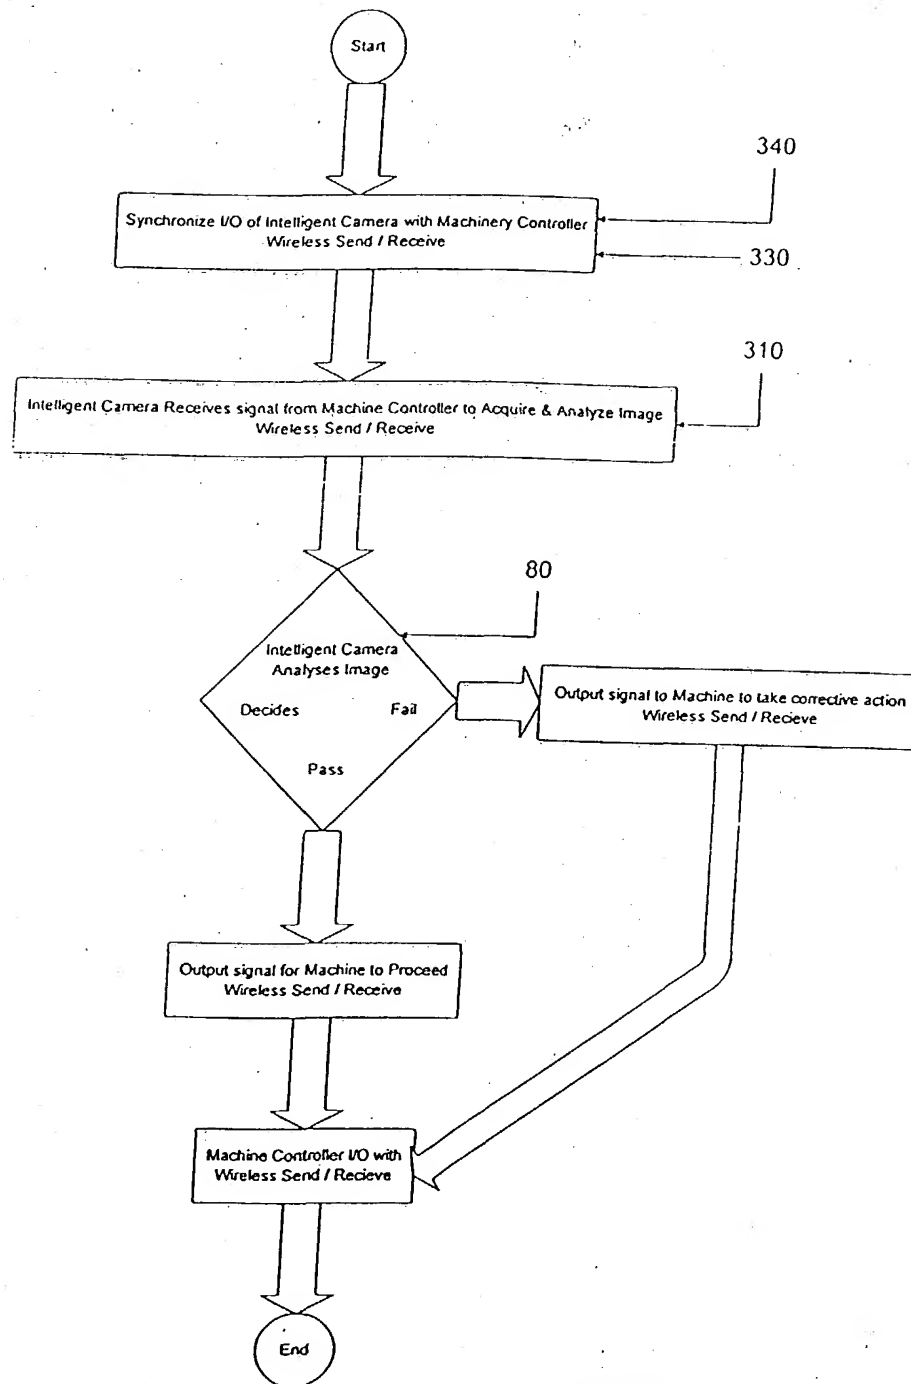 Start
340
Synchronize I/O of Intelligent Camera with Machinery Controller
Wireless Send / Receive
330
310
Intelligent Camera Receives signal from Machine Controller to Acquire & Analyze Image
Wireless Send / Receive
80
Intelligent Camera
Analyses Image
Decides Fail
Pass
Output signal to Machine to take corrective action
Wireless Send / Recieve
Output signal for Machine to Proceed
Wireless Send / Receive
Machine Controller I/O with
Wireless Send / Recieve
End